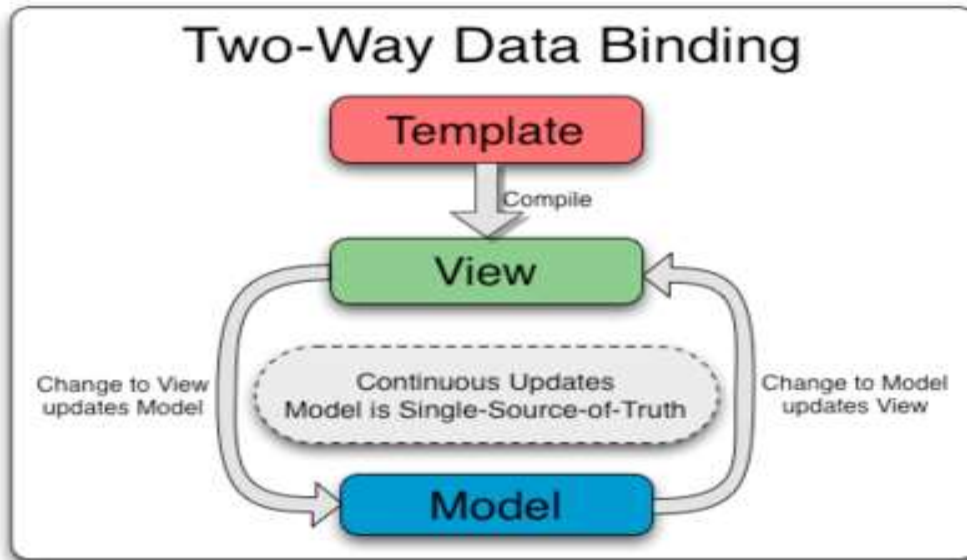 Two-Way Data Binding
Template
Compile
View
Change to View
updates Model
Continuous Updates
Model is Single-Source-of-Truth
Change to Model
updates View
Model